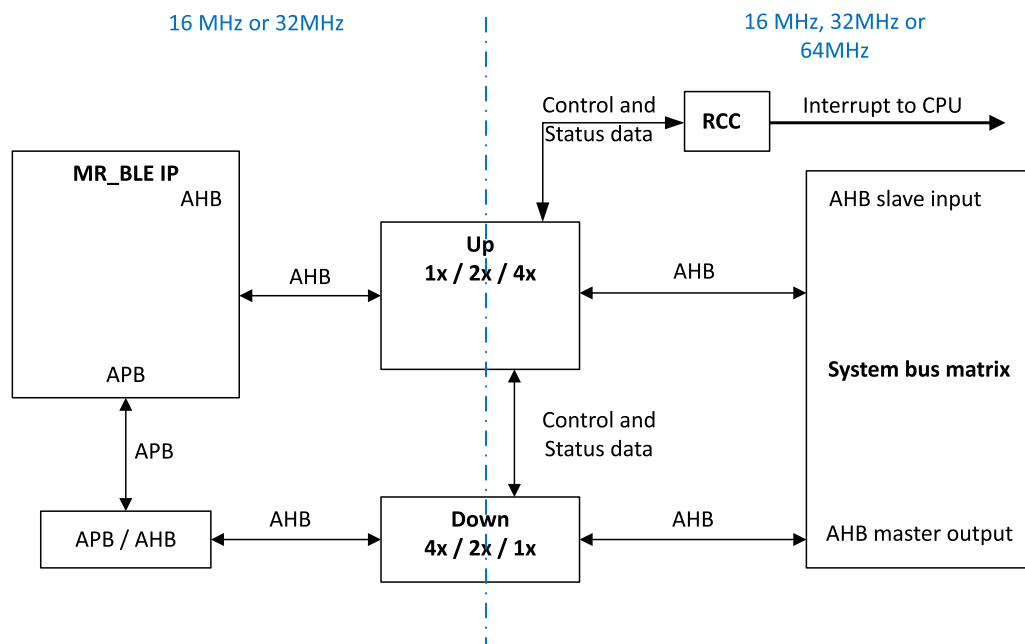 16 MHz or 32MHz
16 MHz, 32MHz or
64MHz
Control and
Status data
RCC
Interrupt to CPU
MR_BLE IP
AHB
AHB slave input
Up
1x / 2x / 4x
AHB
AHB
APB
System bus matrix
Control and
Status data
APB
AHB
Down
4x / 2x / 1x
AHB
AHB master output
APB / AHB